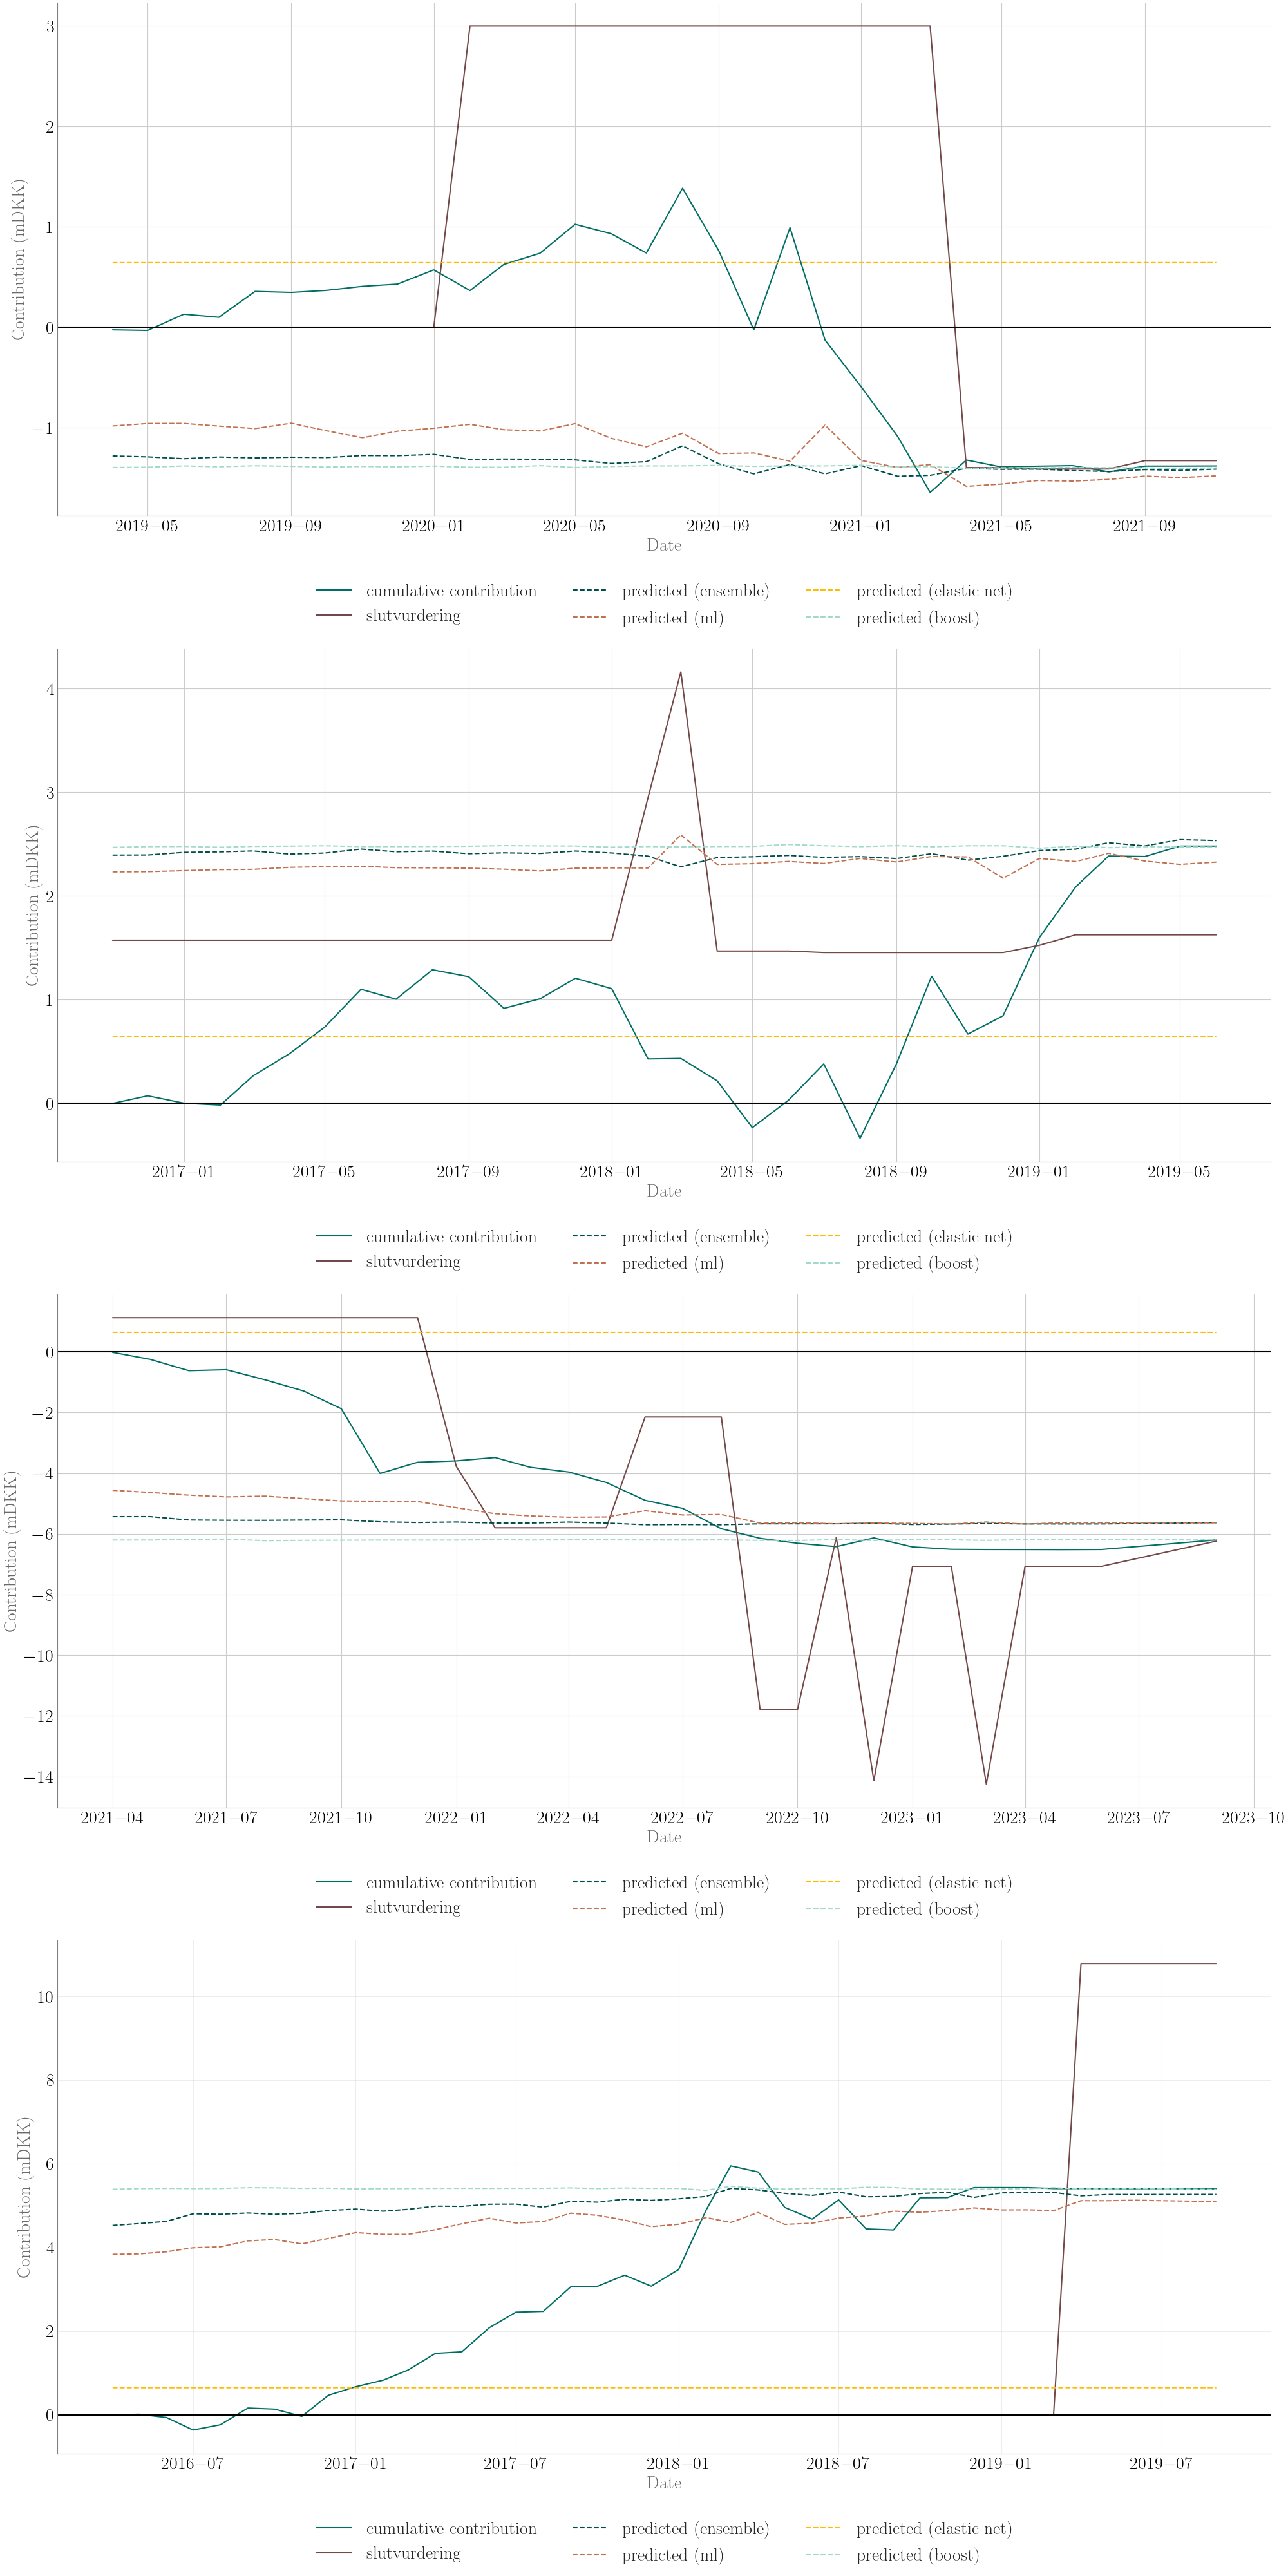 3
2
1
0
−1
Contribution (mDKK)
2019−05 2019−09 2020−01 2020−05 2020−09 2021−01 2021−05 2021−09
Date
cumulative contribution predicted (ensemble) predicted (elastic net)
slutvurdering predicted (ml) predicted (boost)
4
3
2
1
0
Contribution (mDKK)
2017−01 2017−05 2017−09 2018−01 2018−05 2018−09 2019−01 2019−05
Date
cumulative contribution predicted (ensemble) predicted (elastic net)
slutvurdering predicted (ml) predicted (boost)
0
−2
−4
−6
−8
−10
−12
−14
Contribution (mDKK)
2021−04 2021−07 2021−10 2022−01 2022−04 2022−07 2022−10 2023−01 2023−04 2023−07 2023−10
Date
cumulative contribution predicted (ensemble) predicted (elastic net)
slutvurdering predicted (ml) predicted (boost)
10
8
6
4
2
0
Contribution (mDKK)
2016−07 2017−01 2017−07 2018−01 2018−07 2019−01 2019−07
Date
cumulative contribution predicted (ensemble) predicted (elastic net)
slutvurdering predicted (ml) predicted (boost)